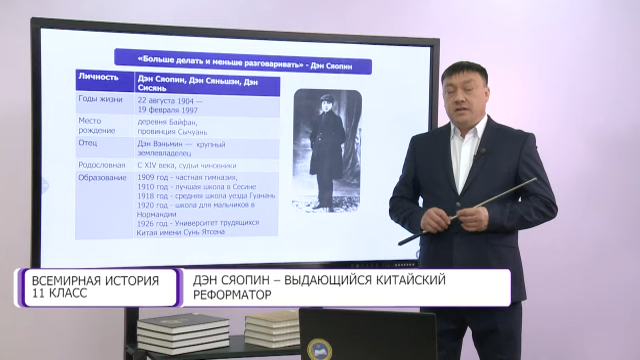 «Больше делать и меньше разговаривать» - Дэн Сяопин
Личность
Дэн Сяопин, Дэн Сяньшэн, Дэн
Сисянь
Годы жизни
22 августа 1904 —
19 февраля 1997
Место
рождение
деревня Байфан,
провинция Сычуань
Отец
Дэн Вэньмин — крупный
землевладелец
Родословная
С XIV века, судьи чиновники
Образование
1909 год - частная гимназия,
1910 год - лучшая школа в Сесине
1918 год - средняя школа уезда Гуанань
1920 год - школа для мальчиков в
Нормандии
1926 год - Университет трудящихся
Китая имени Сунь Ятсена
ВСЕМИРНАЯ ИСТОРИЯ
11 КЛАСС
ДЭН СЯОПИН – ВЫДАЮЩИЙСЯ КИТАЙСКИЙ
РЕФОРМАТОР